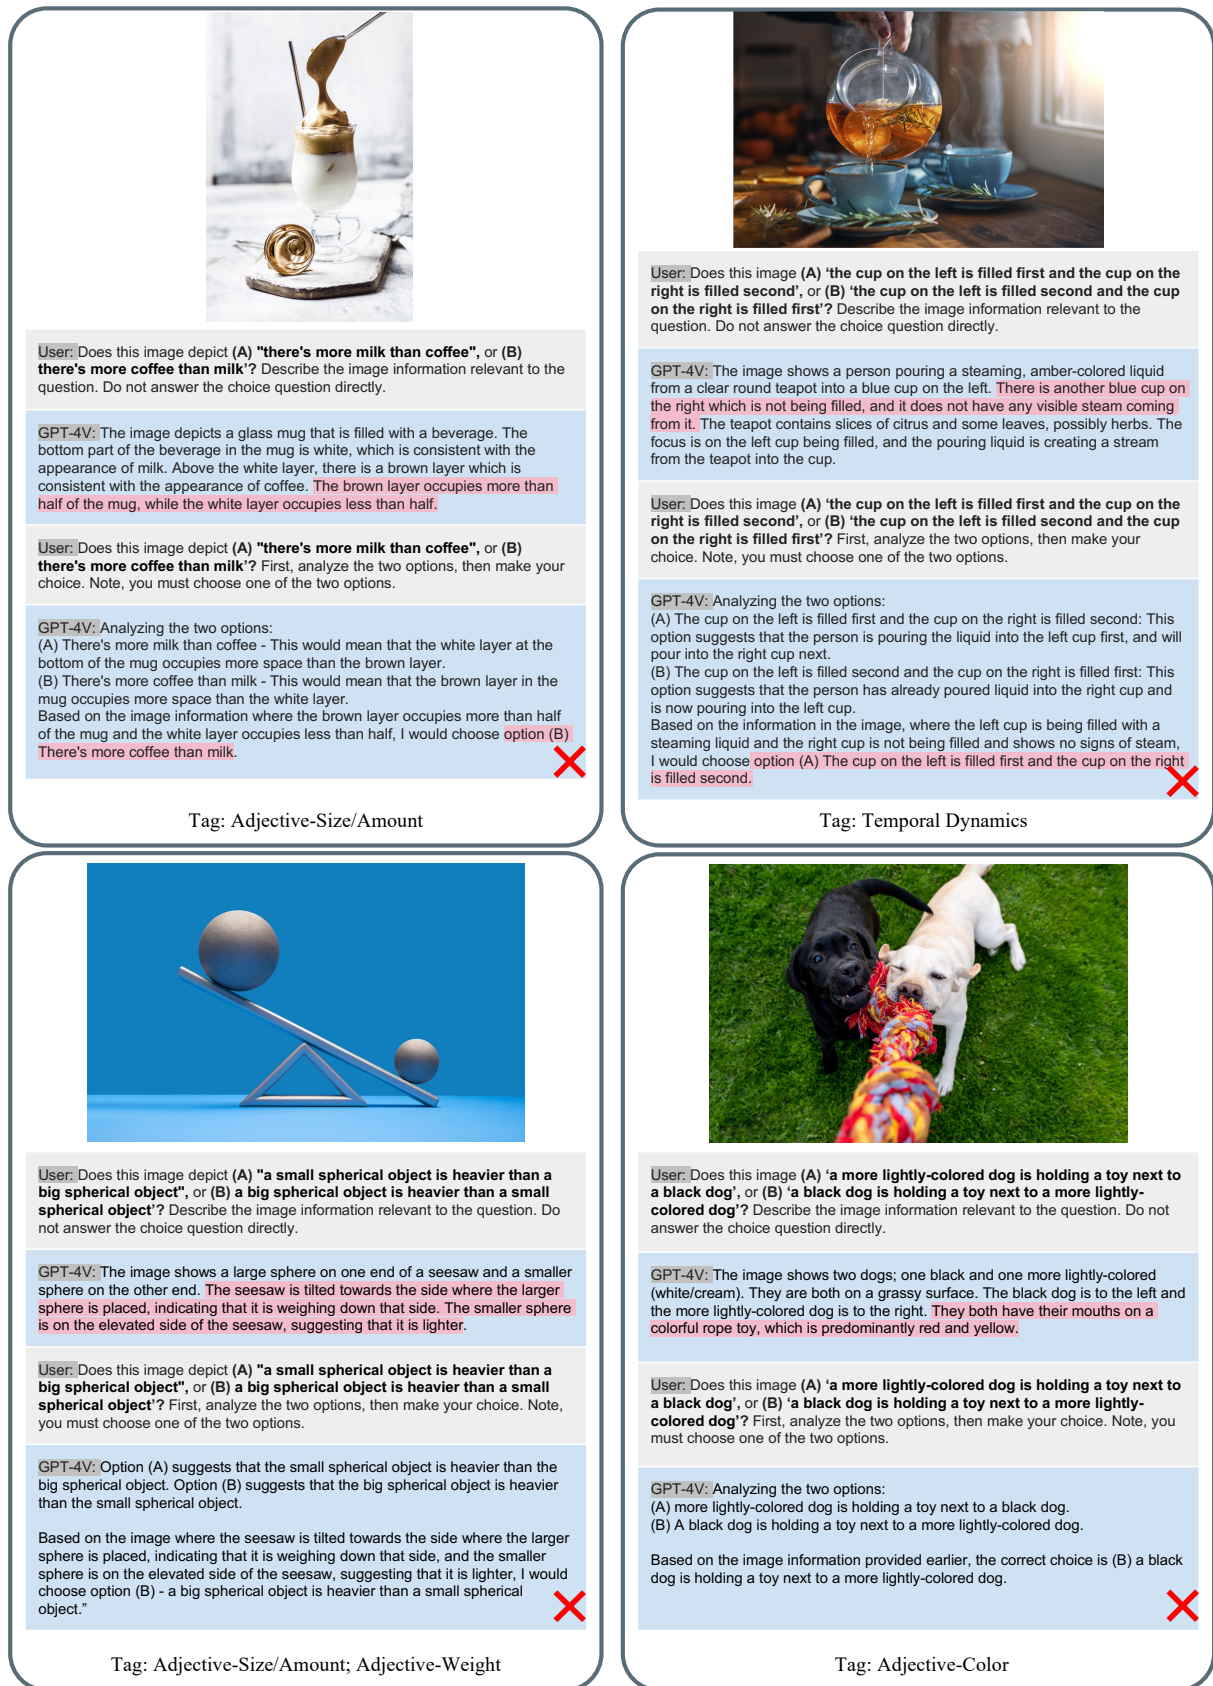 User: Does this image depict (A) "there's more milk than coffee", or (B)
there's more coffee than milk'? Describe the image information relevant to the
question. Do not answer the choice question directly.
GPT-4V: The image depicts a glass mug that is filled with a beverage. The
bottom part of the beverage in the mug is white, which is consistent with the
appearance of milk. Above the white layer, there is a brown layer which is
consistent with the appearance of coffee. The brown layer occupies more than
half of the mug, while the white layer occupies less than half.
User: Does this image depict (A) "there's more milk than coffee", or (B)
there's more coffee than milk'? First, analyze the two options, then make your
choice. Note, you must choose one of the two options.
GPT-4V: Analyzing the two options:
(A) There's more milk than coffee - This would mean that the white layer at the
bottom of the mug occupies more space than the brown layer.
(B) There's more coffee than milk - This would mean that the brown layer in the
mug occupies more space than the white layer.
Based on the image information where the brown layer occupies more than half
of the mug and the white layer occupies less than half, I would choose option (B)
There's more coffee than milk.
Tag: Adjective-Size/Amount
User: Does this image (A) ‘the cup on the left is filled first and the cup on the
right is filled second’, or (B) ‘the cup on the left is filled second and the cup
on the right is filled first’? Describe the image information relevant to the
question. Do not answer the choice question directly.
GPT-4V: The image shows a person pouring a steaming, amber-colored liquid
from a clear round teapot into a blue cup on the left. There is another blue cup on
the right which is not being filled, and it does not have any visible steam coming
from it. The teapot contains slices of citrus and some leaves, possibly herbs. The
focus is on the left cup being filled, and the pouring liquid is creating a stream
from the teapot into the cup.
User: Does this image (A) ‘the cup on the left is filled first and the cup on the
right is filled second’, or (B) ‘the cup on the left is filled second and the cup
on the right is filled first’? First, analyze the two options, then make your
choice. Note, you must choose one of the two options.
GPT-4V: Analyzing the two options:
(A) The cup on the left is filled first and the cup on the right is filled second: This
option suggests that the person is pouring the liquid into the left cup first, and will
pour into the right cup next.
(B) The cup on the left is filled second and the cup on the right is filled first: This
option suggests that the person has already poured liquid into the right cup and
is now pouring into the left cup.
Based on the information in the image, where the left cup is being filled with a
steaming liquid and the right cup is not being filled and shows no signs of steam,
I would choose option (A) The cup on the left is filled first and the cup on the right
is filled second.
Tag: Temporal Dynamics
User: Does this image depict (A) "a small spherical object is heavier than a
big spherical object", or (B) a big spherical object is heavier than a small
spherical object’? Describe the image information relevant to the question. Do
not answer the choice question directly.
GPT-4V: The image shows a large sphere on one end of a seesaw and a smaller
sphere on the other end. The seesaw is tilted towards the side where the larger
sphere is placed, indicating that it is weighing down that side. The smaller sphere
is on the elevated side of the seesaw, suggesting that it is lighter.
User: Does this image depict (A) "a small spherical object is heavier than a
big spherical object", or (B) a big spherical object is heavier than a small
spherical object’? First, analyze the two options, then make your choice. Note,
you must choose one of the two options.
GPT-4V: Option (A) suggests that the small spherical object is heavier than the
big spherical object. Option (B) suggests that the big spherical object is heavier
than the small spherical object.
Based on the image where the seesaw is tilted towards the side where the larger
sphere is placed, indicating that it is weighing down that side, and the smaller
sphere is on the elevated side of the seesaw, suggesting that it is lighter, I would
choose option (B) - a big spherical object is heavier than a small spherical
object.”
Tag: Adjective-Size/Amount; Adjective-Weight
User: Does this image (A) ‘a more lightly-colored dog is holding a toy next to
a black dog’, or (B) ‘a black dog is holding a toy next to a more lightly-
colored dog’? Describe the image information relevant to the question. Do not
answer the choice question directly.
GPT-4V: The image shows two dogs; one black and one more lightly-colored
(white/cream). They are both on a grassy surface. The black dog is to the left and
the more lightly-colored dog is to the right. They both have their mouths on a
colorful rope toy, which is predominantly red and yellow.
User: Does this image (A) ‘a more lightly-colored dog is holding a toy next to
a black dog’, or (B) ‘a black dog is holding a toy next to a more lightly-
colored dog’? First, analyze the two options, then make your choice. Note, you
must choose one of the two options.
GPT-4V: Analyzing the two options:
(A) more lightly-colored dog is holding a toy next to a black dog.
(B) A black dog is holding a toy next to a more lightly-colored dog.
Based on the image information provided earlier, the correct choice is (B) a black
dog is holding a toy next to a more lightly-colored dog.
Tag: Adjective-Color